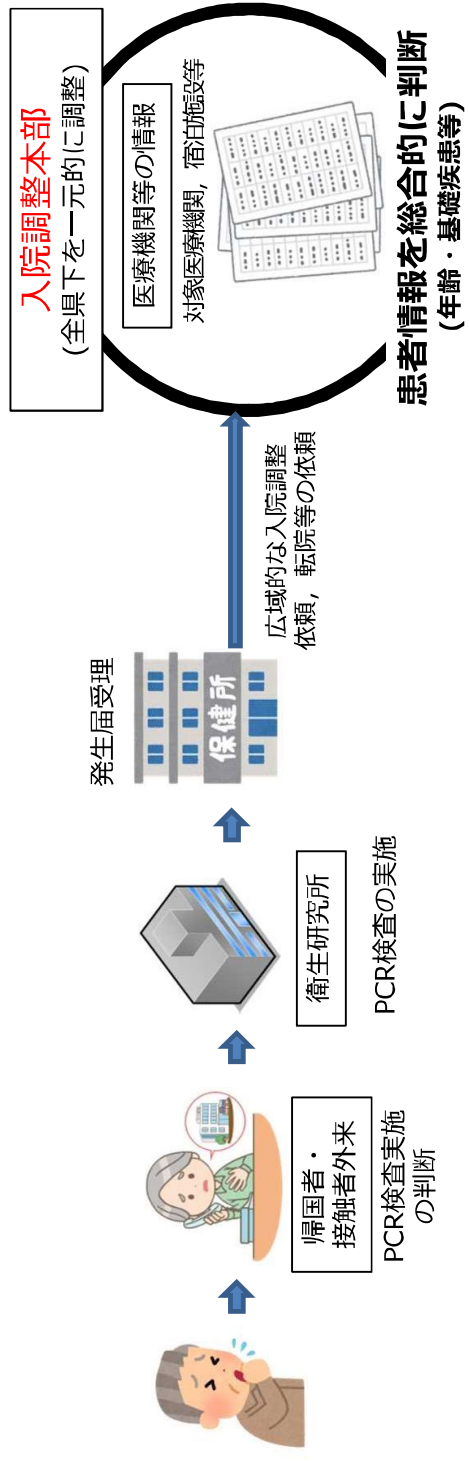 帰国者・
接触者外来
PCR検査実施
の判断
衛生研究所
PCR検査の実施
発生届受理
保健所
広域的な入院調整
依頼，転院等の依頼
入院調整本部
(全県下を一元的に調整)
医療機関等の情報
対象医療機関，宿泊施設等
患者情報を総合的に判断
(年齢・基礎疾患等)